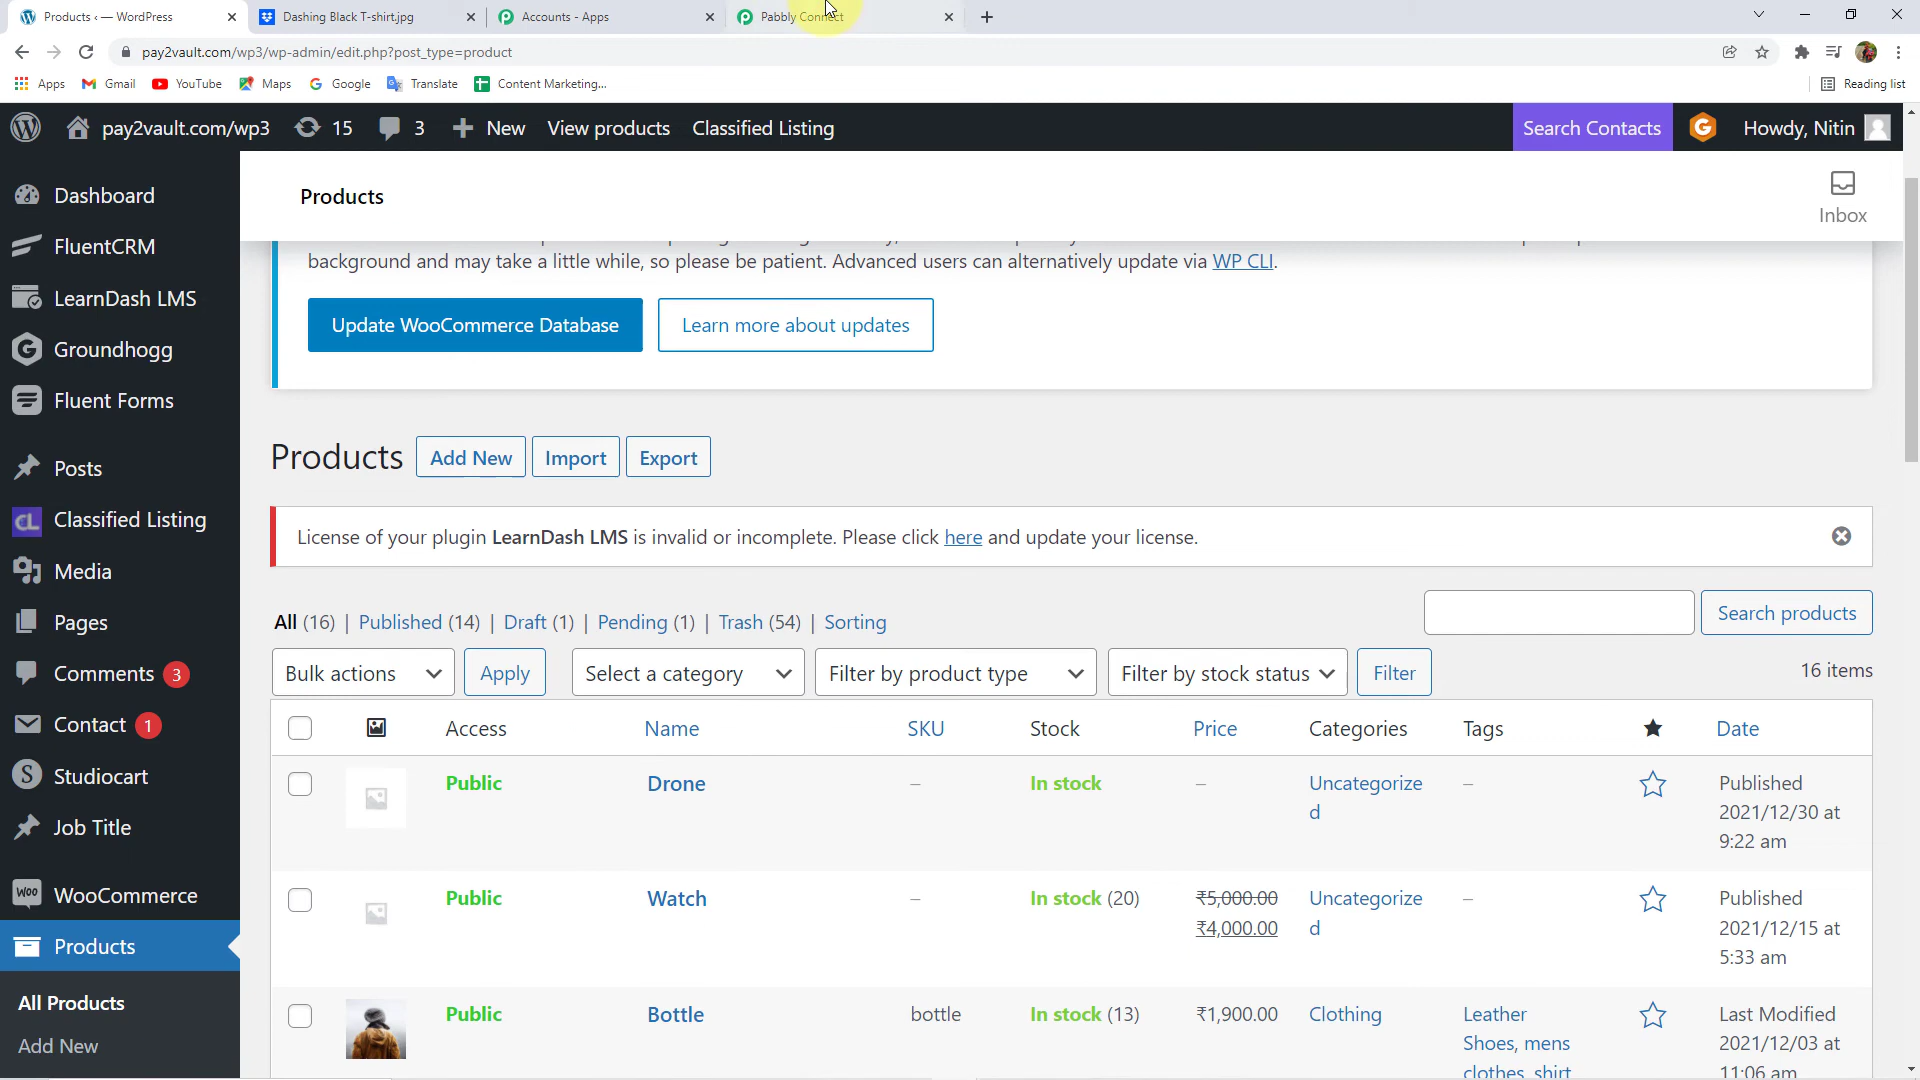 Products ‹ — WordPress
Dashing Black T-shirt.jpg
Accounts - Apps
Pabbly Connect
pay2vault.com/wp3/wp-admin/edit.php?post_type=product
Apps
Gmail
YouTube
Maps
Google
Translate
Content Marketing...
Reading list
pay2vault.com/wp3
15
3
New
View products
Classified Listing
Search Contacts
Howdy, Nitin
Products
Inbox
background and may take a little while, so please be patient. Advanced users can alternatively update via WP CLI.
Update WooCommerce Database
Learn more about updates
Dashboard
FluentCRM
LearnDash LMS
Groundhogg
Fluent Forms
Posts
Classified Listing
Media
Pages
Comments 3
Contact 1
Studiocart
Job Title
WooCommerce
Products
All Products
Add New
Products
Add New
Import
Export
License of your plugin LearnDash LMS is invalid or incomplete. Please click here and update your license.
All (16) | Published (14) | Draft (1) | Pending (1) | Trash (54) | Sorting
Search products
Bulk actions
Apply
Select a category
Filter by product type
Filter by stock status
Filter
16 items
Access Name SKU Stock Price Categories Tags Date
Public Drone – In stock – Uncategorize –  Published
d 2021/12/30 at
9:22 am
Public Watch – In stock (20) ₹5,000.00 Uncategorize – Published
₹4,000.00 d 2021/12/15 at
5:33 am
Public Bottle bottle In stock (13) ₹1,900.00 Clothing Leather Last Modified
Shoes, mens 2021/12/03 at
clothes, shirt 11:06 am